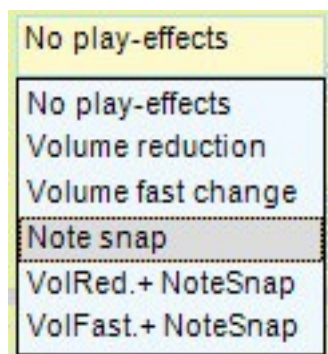 No play-effects
No play-effects
Volume reduction
Volume fast change
Note snap
VolRed.+ NoteSnap
VolFast.+ NoteSnap